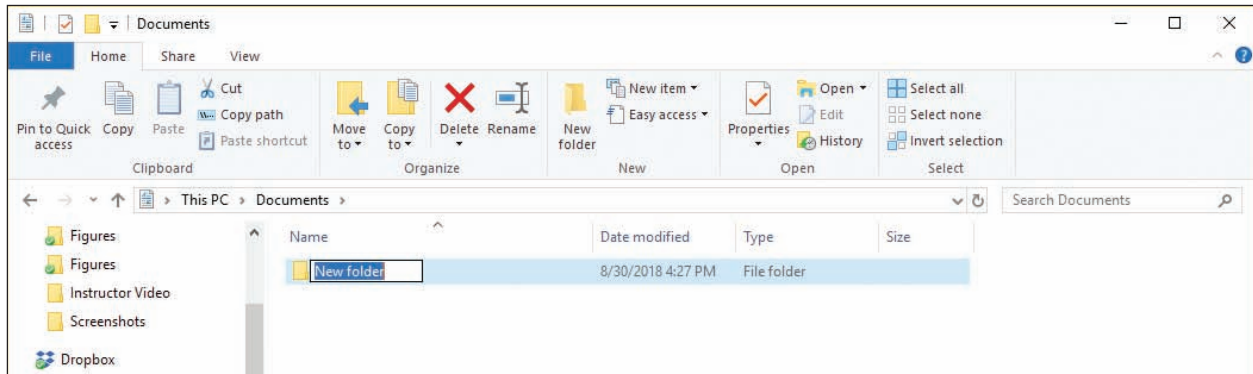 Documents
File Home Share View
Pin to Quick access
Copy
Paste
Cut
Copy path
Paste shortcut
Clipboard
Move to
Copy to
Delete
Rename
Organize
New folder
New item
Easy access
New
Properties
Open
Edit
History
Open
Select all
Select none
Invert selection
Select
This PC > Documents >
Search Documents
Figures
Figures
Instructor Video
Screenshots
Dropbox
Name Date modified Type Size
New folder 8/30/2018 4:27 PM File folder